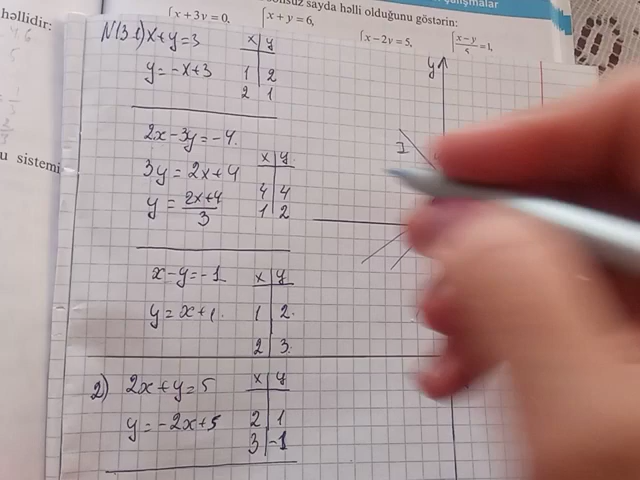 həllidir:
sonsuz sayda həlli olduğunu göstərin:
x + 3y = 0,
x + y = 6,
x − 2y = 5,
(x − y)/5 = 1,
u sistemi
N13 1) x + y = 3
x | y
y = −x + 3
1 | 2
2 | 1
2x − 3y = −4.
x | y
3y = 2x + 4
4 | 4
y = (2x + 4)/3
1 | 2
x − y = −1
x | y
y = x + 1.
1 | 2
2 | 3
2) 2x + y = 5
x | y
y = −2x + 5
2 | 1
3 | −1
y
I